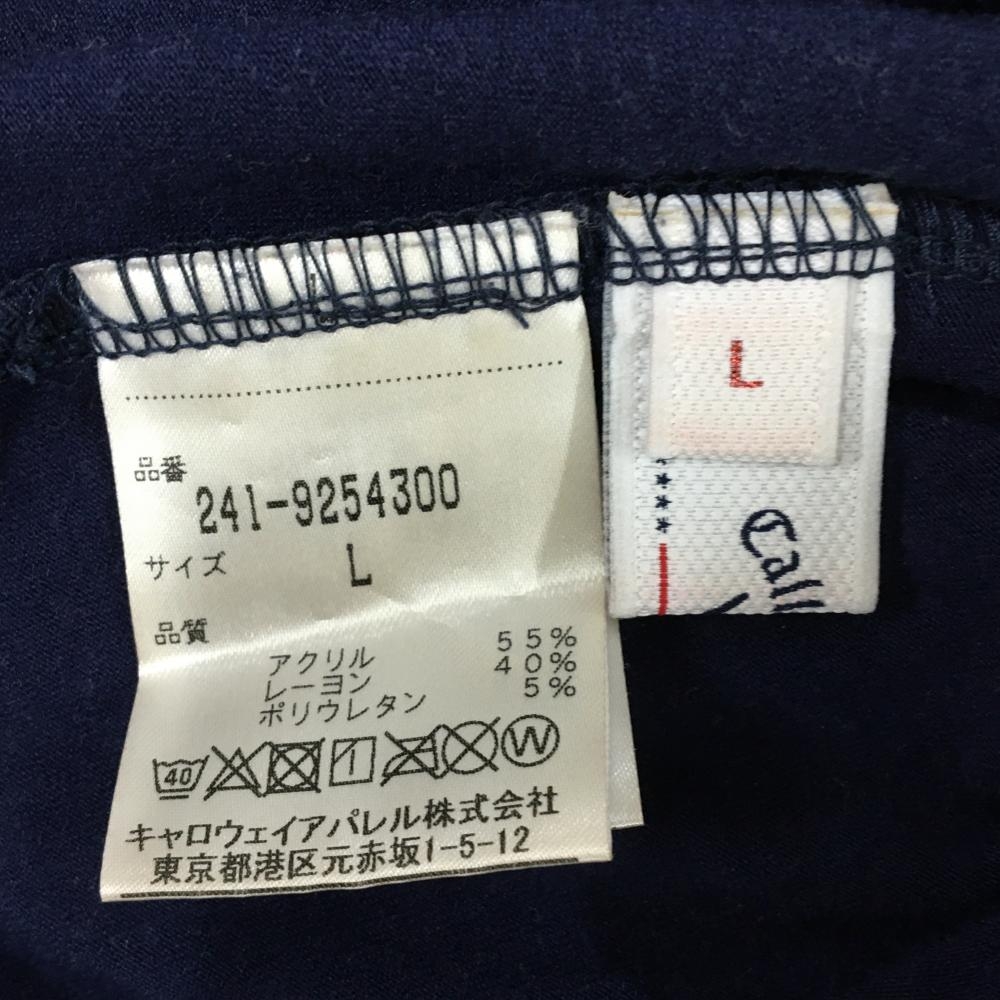 品番
241-9254300
サイズ L
品質
アクリル 55%
レーヨン 40%
ポリウレタン 5%
40 W
キャロウェイアパレル株式会社
東京都港区元赤坂1-5-12
L
Call